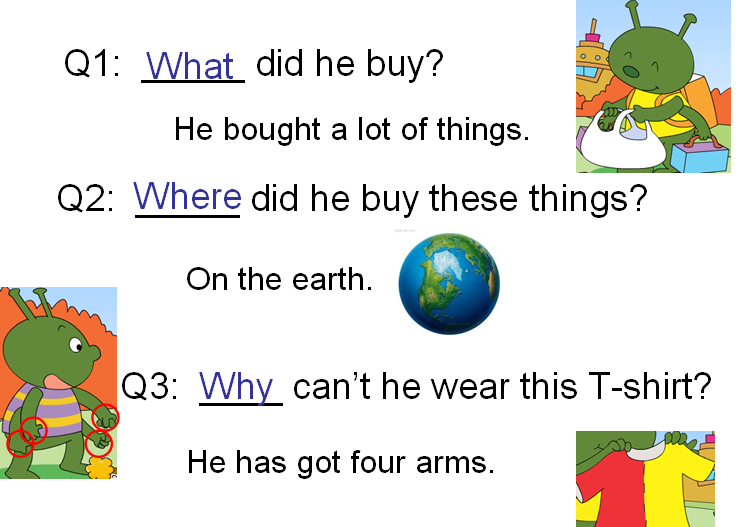 Q1: What did he buy?
He bought a lot of things.
Q2: Where did he buy these things?
On the earth.
Q3: Why can't he wear this T-shirt?
He has got four arms.